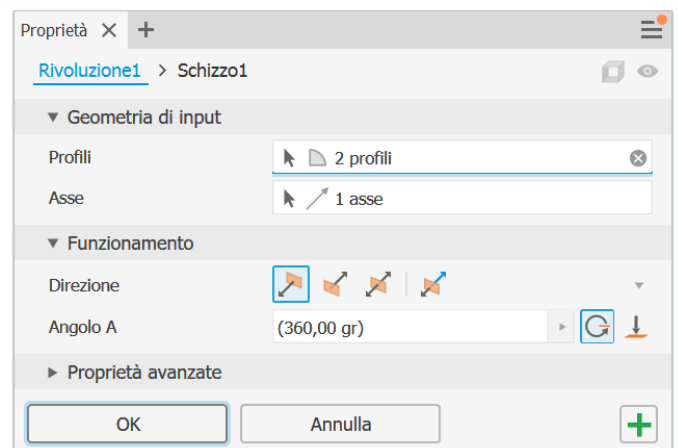 Proprietà
Rivoluzione1 > Schizzo1
Geometria di input
Profili 2 profili
Asse 1 asse
Funzionamento
Direzione
Angolo A (360,00 gr)
Proprietà avanzate
OK Annulla